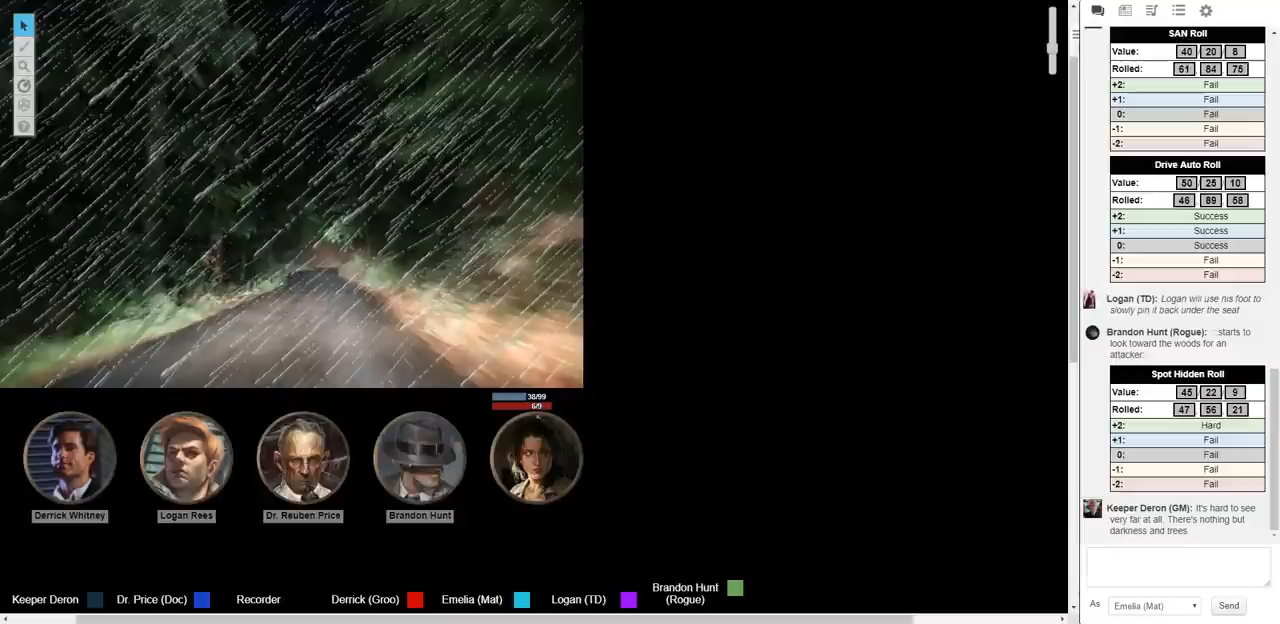 SAN Roll
Value: 40 20 8
Rolled: 61 84 75
+2: Fail
+1: Fail
0: Fail
-1: Fail
-2: Fail
Drive Auto Roll
Value: 50 25 10
Rolled: 46 89 58
+2: Success
+1: Success
0: Success
-1: Fail
-2: Fail
Logan (TD): Logan will use his foot to
slowly pin it back under the seat
Brandon Hunt (Rogue): ::starts to
look toward the woods for an
attacker:
Spot Hidden Roll
Value: 45 22 9
Rolled: 47 56 21
+2: Hard
+1: Fail
0: Fail
-1: Fail
-2: Fail
Keeper Deron (GM): It's hard to see
very far at all. There's nothing but
darkness and trees
As Emelia (Mat) Send
38/99
6/9
Derrick Whitney
Logan Rees
Dr. Reuben Price
Brandon Hunt
Keeper Deron
Dr. Price (Doc)
Recorder
Derrick (Groo)
Emelia (Mat)
Logan (TD)
Brandon Hunt
(Rogue)